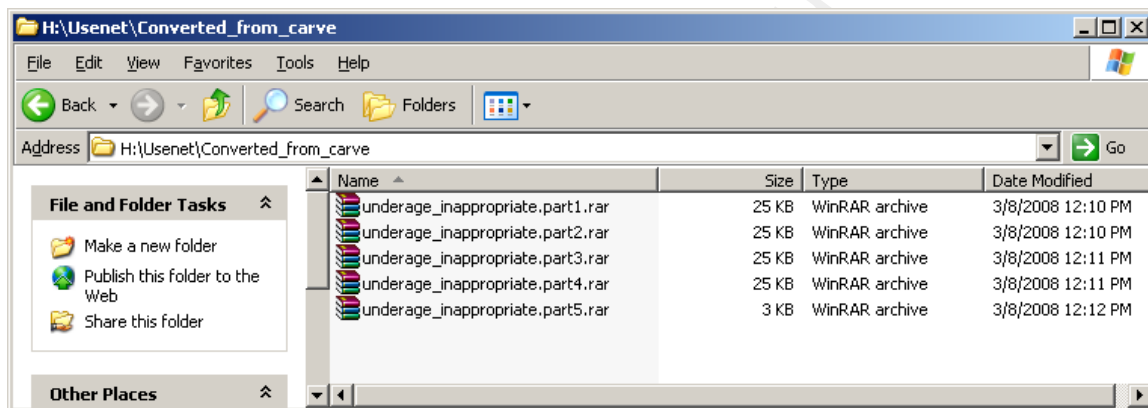 H:\Usenet\Converted_from_carve
File Edit View Favorites Tools Help
Back Search Folders
Address H:\Usenet\Converted_from_carve Go
Name Size Type Date Modified
underage_inappropriate.part1.rar 25 KB WinRAR archive 3/8/2008 12:10 PM
underage_inappropriate.part2.rar 25 KB WinRAR archive 3/8/2008 12:10 PM
underage_inappropriate.part3.rar 25 KB WinRAR archive 3/8/2008 12:11 PM
underage_inappropriate.part4.rar 25 KB WinRAR archive 3/8/2008 12:11 PM
underage_inappropriate.part5.rar 3 KB WinRAR archive 3/8/2008 12:12 PM
File and Folder Tasks
Make a new folder
Publish this folder to the
Web
Share this folder
Other Places